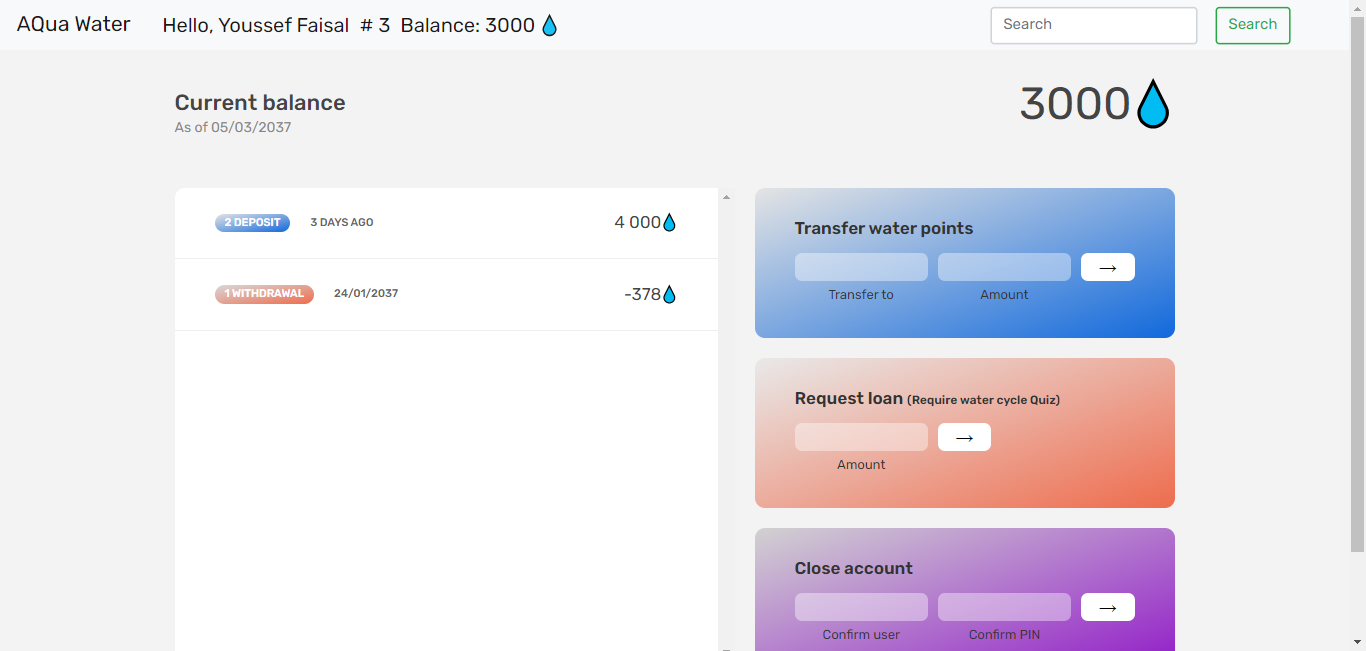 AQua Water Hello, Youssef Faisal # 3 Balance: 3000 Search Search
Current balance 3000
As of 05/03/2037
2 DEPOSIT 3 DAYS AGO 4 000
1 WITHDRAWAL 24/01/2037 -378
Transfer water points
→
Transfer to Amount
Request loan (Require water cycle Quiz)
→
Amount
Close account
→
Confirm user Confirm PIN